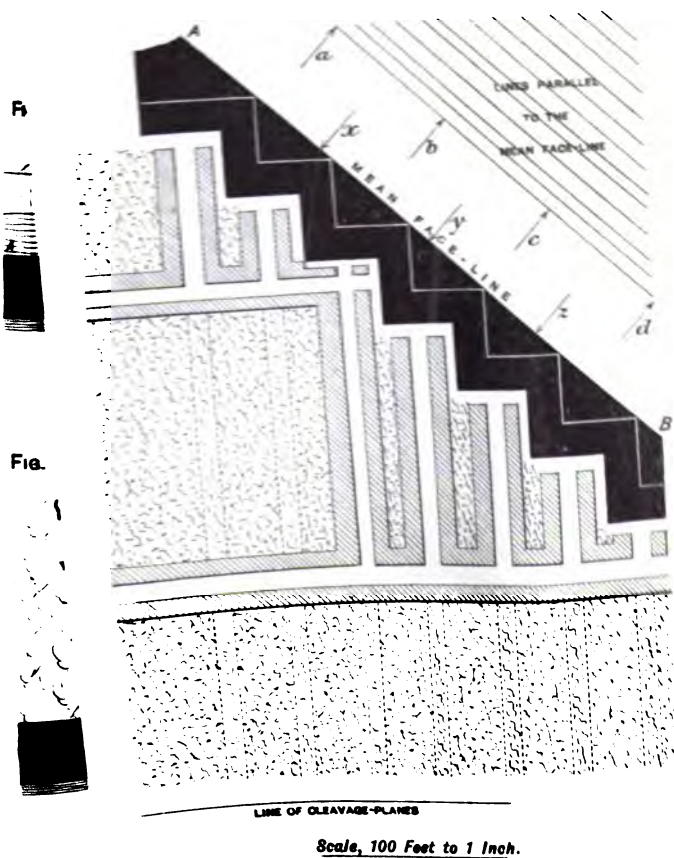 A
a
LINES PARALLEL
TO THE
MEAN FACE-LINE
x
b
MEAN FACE-LINE
y
c
z
d
B
FIG.
LINE OF CLEAVAGE-PLANES
Scale, 100 Feet to 1 Inch.